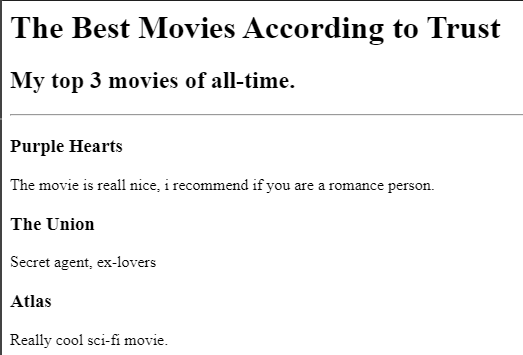 The Best Movies According to Trust
My top 3 movies of all-time.
Purple Hearts
The movie is reall nice, i recommend if you are a romance person.
The Union
Secret agent, ex-lovers
Atlas
Really cool sci-fi movie.